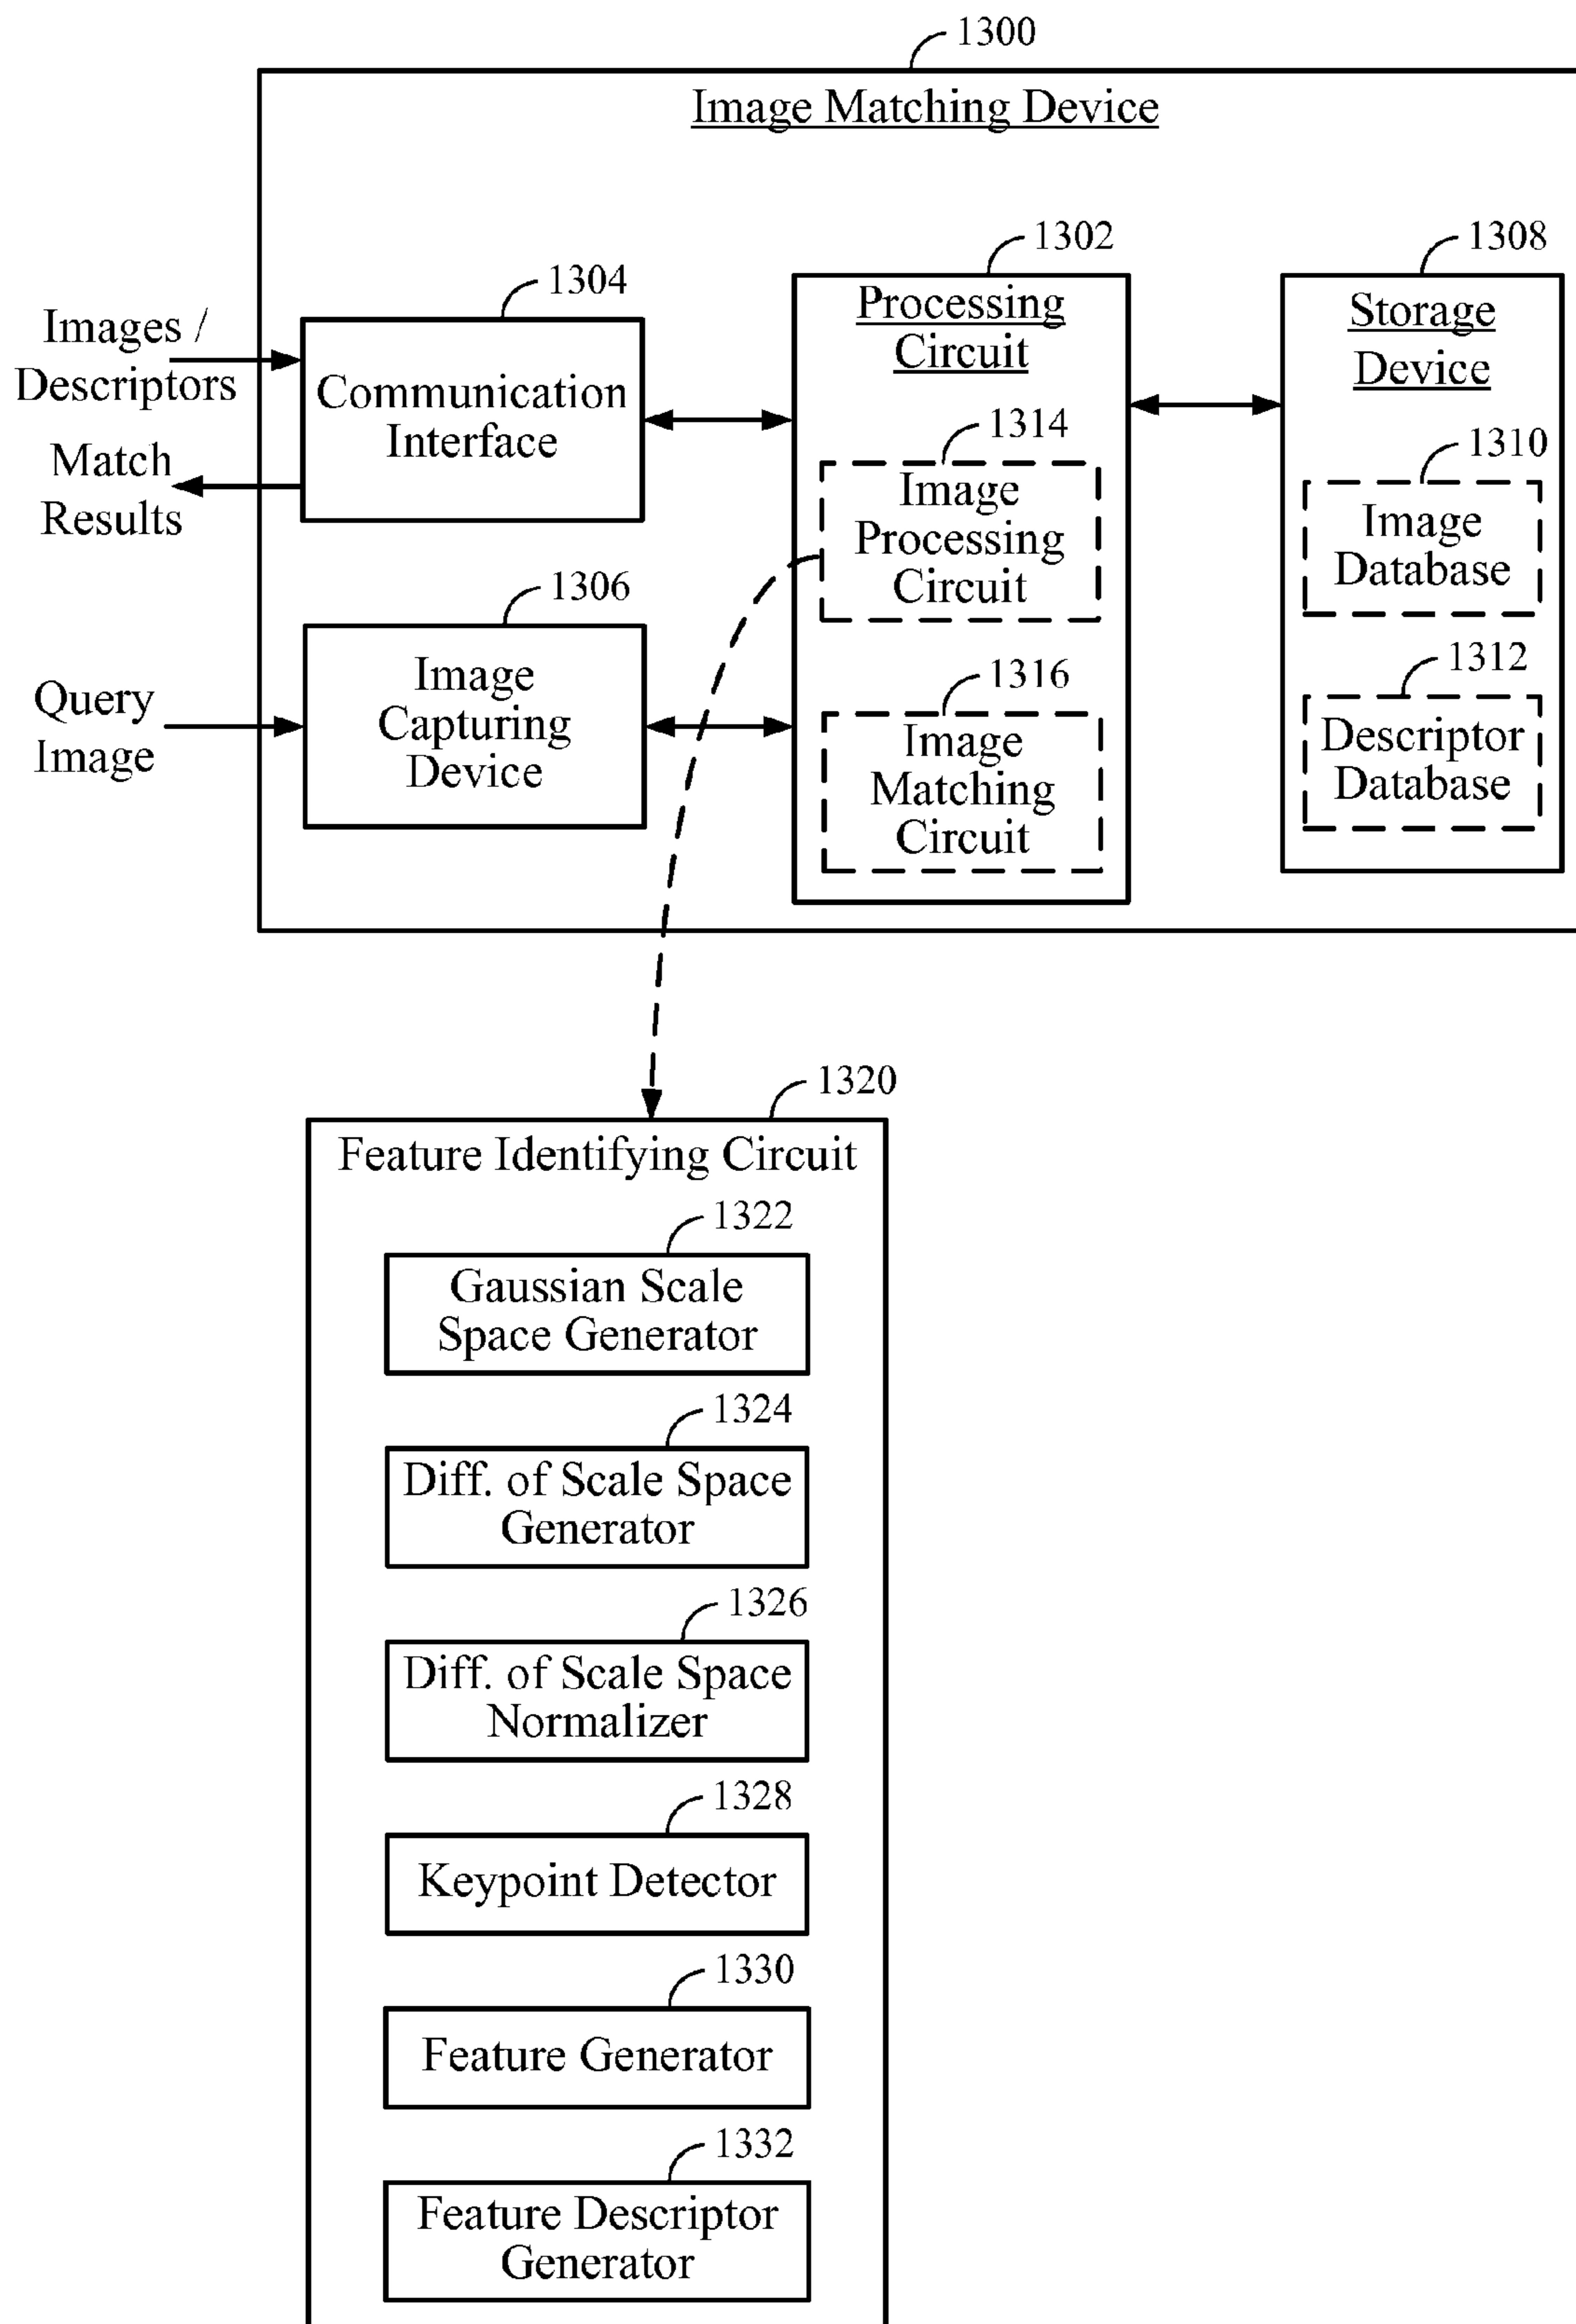 1300
Image Matching Device
1302
1308
1304
Images /
Descriptors
Match
Results
Communication
Interface
Processing
Circuit
1314
Image
Processing
Circuit
Storage
Device
1310
Image
Database
1306
Query
Image
Image
Capturing
Device
1316
Image
Matching
Circuit
1312
Descriptor
Database
1320
Feature Identifying Circuit
1322
Gaussian Scale
Space Generator
1324
Diff. of Scale Space
Generator
1326
Diff. of Scale Space
Normalizer
1328
Keypoint Detector
1330
Feature Generator
1332
Feature Descriptor
Generator